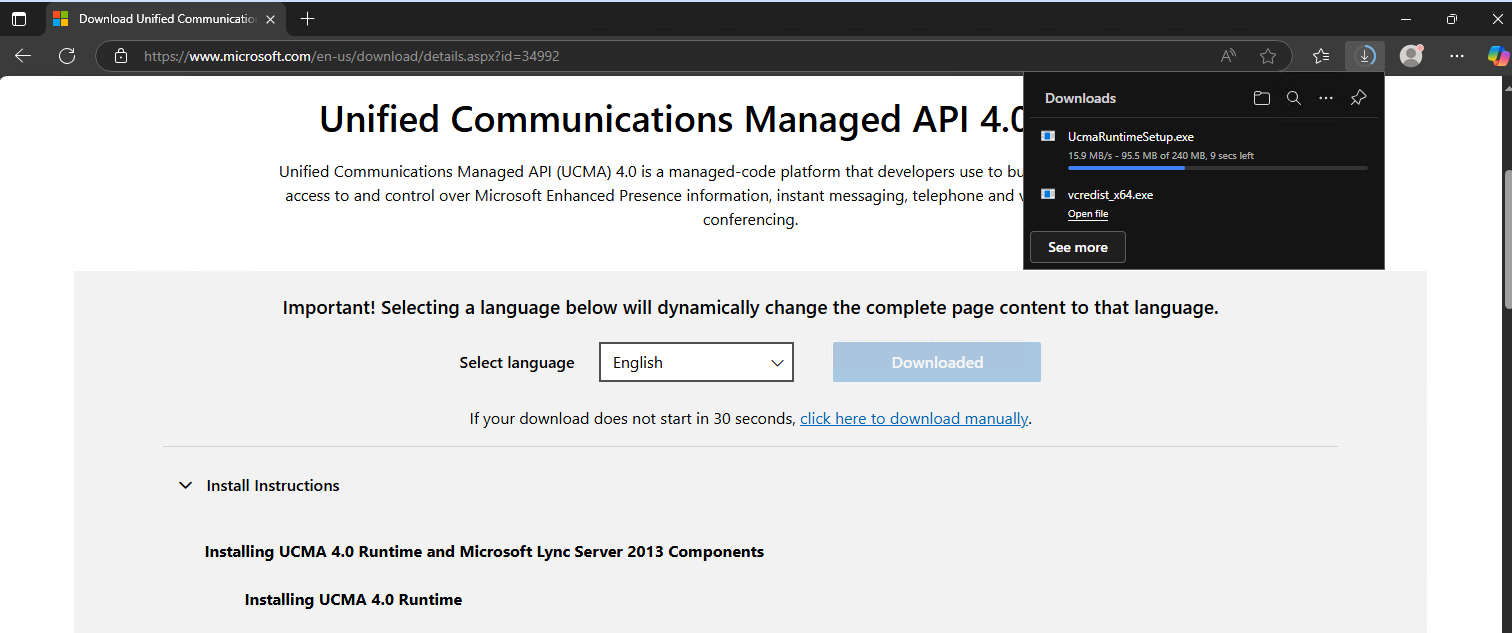 Download Unified Communicatio
https://www.microsoft.com/en-us/download/details.aspx?id=34992
Downloads
UcmaRuntimeSetup.exe
15.9 MB/s - 95.5 MB of 240 MB, 9 secs left
vcredist_x64.exe
Open file
See more
Unified Communications Managed API 4.0
Unified Communications Managed API (UCMA) 4.0 is a managed-code platform that developers use to bu
access to and control over Microsoft Enhanced Presence information, instant messaging, telephone and v
conferencing.
Important! Selecting a language below will dynamically change the complete page content to that language.
Select language English Downloaded
If your download does not start in 30 seconds, click here to download manually.
Install Instructions
Installing UCMA 4.0 Runtime and Microsoft Lync Server 2013 Components
Installing UCMA 4.0 Runtime